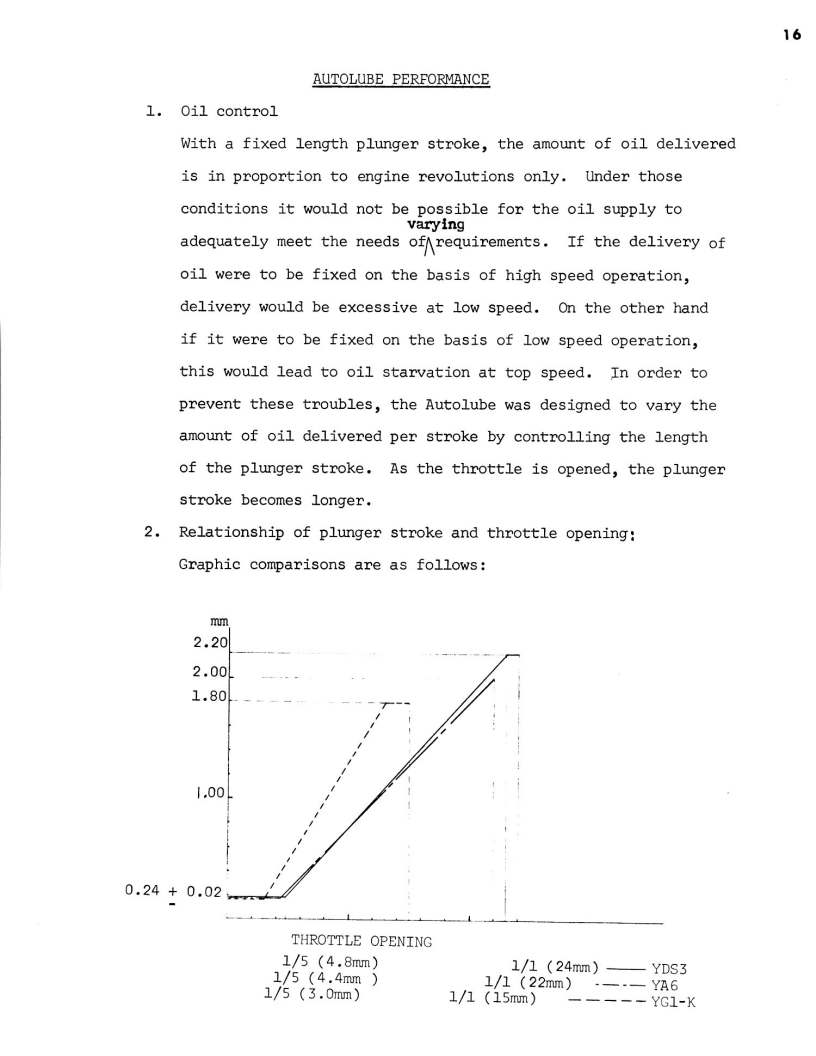 16
AUTOLUBE PERFORMANCE
1. Oil control
With a fixed length plunger stroke, the amount of oil delivered
is in proportion to engine revolutions only. Under those
conditions it would not be possible for the oil supply to
varying
adequately meet the needs of requirements. If the delivery of
oil were to be fixed on the basis of high speed operation,
delivery would be excessive at low speed. On the other hand
if it were to be fixed on the basis of low speed operation,
this would lead to oil starvation at top speed. In order to
prevent these troubles, the Autolube was designed to vary the
amount of oil delivered per stroke by controlling the length
of the plunger stroke. As the throttle is opened, the plunger
stroke becomes longer.
2. Relationship of plunger stroke and throttle opening:
Graphic comparisons are as follows:
mm
2.20
2.00
1.80
1.00
0.24 ± 0.02
THROTTLE OPENING
1/5 (4.8mm) 1/1 (24mm) YDS3
1/5 (4.4mm ) 1/1 (22mm) YA6
1/5 (3.0mm) 1/1 (15mm) YG1-K